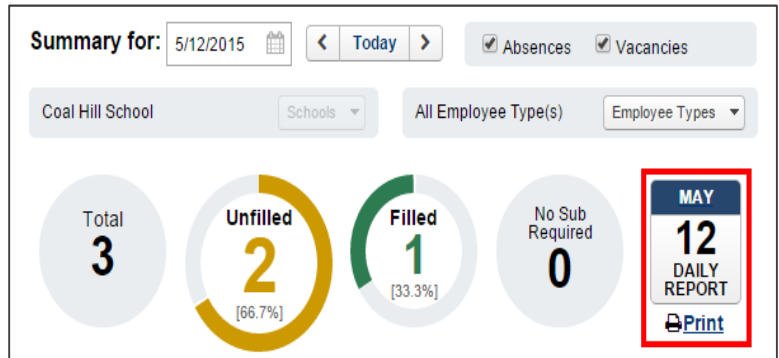 Summary for: 5/12/2015 Today Absences Vacancies
Coal Hill School Schools All Employee Type(s) Employee Types
Total
3
Unfilled
2
[66.7%]
Filled
1
[33.3%]
No Sub
Required
0
MAY
12
DAILY
REPORT
Print